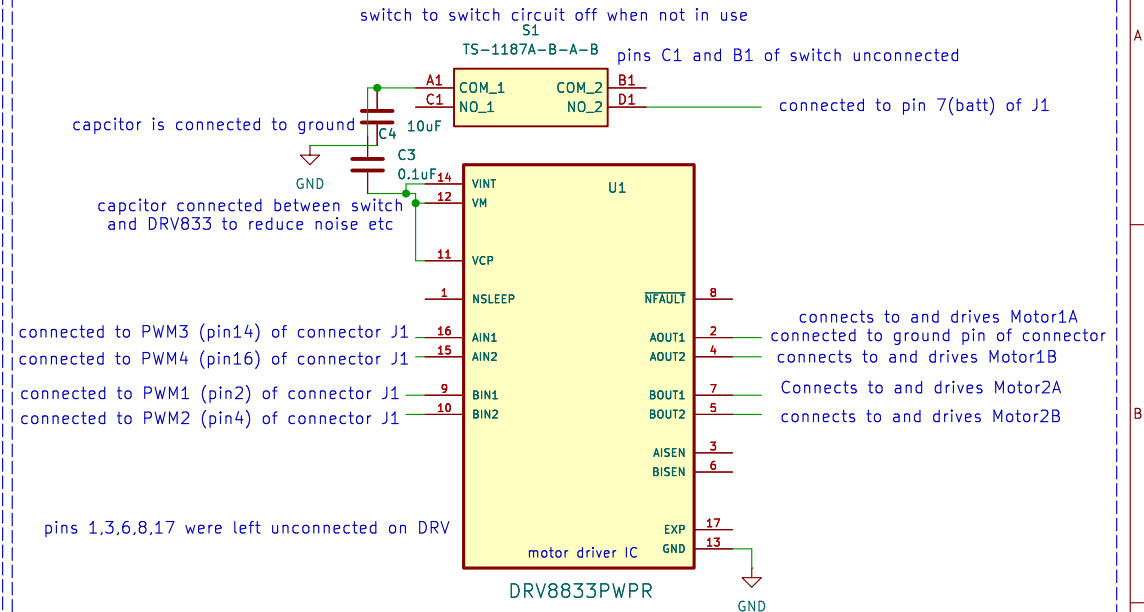 switch to switch circuit off when not in use
S1
TS-1187A-B-A-B
pins C1 and B1 of switch unconnected
A
A1
COM_1
COM_2
B1
C1
NO_1
NO_2
D1
connected to pin 7(batt) of J1
capcitor is connected to ground
C4
10uF
C3
0.1uF
GND
14
VINT
U1
12
VM
capcitor connected between switch
and DRV833 to reduce noise etc
11
VCP
1
NSLEEP
NFAULT
8
connects to and drives Motor1A
connected to PWM3 (pin14) of connector J1
16
AIN1
AOUT1
2
connected to ground pin of connector
connected to PWM4 (pin16) of connector J1
15
AIN2
AOUT2
4
connects to and drives Motor1B
connected to PWM1 (pin2) of connector J1
9
BIN1
BOUT1
7
Connects to and drives Motor2A
connected to PWM2 (pin4) of connector J1
10
BIN2
BOUT2
5
connects to and drives Motor2B
B
AISEN
3
BISEN
6
pins 1,3,6,8,17 were left unconnected on DRV
EXP
17
motor driver IC
GND
13
DRV8833PWPR
GND